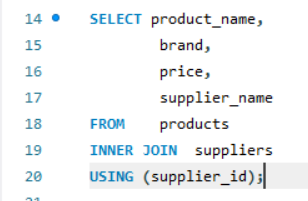 14 SELECT product_name,
15 brand,
16 price,
17 supplier_name
18 FROM products
19 INNER JOIN suppliers
20 USING (supplier_id);